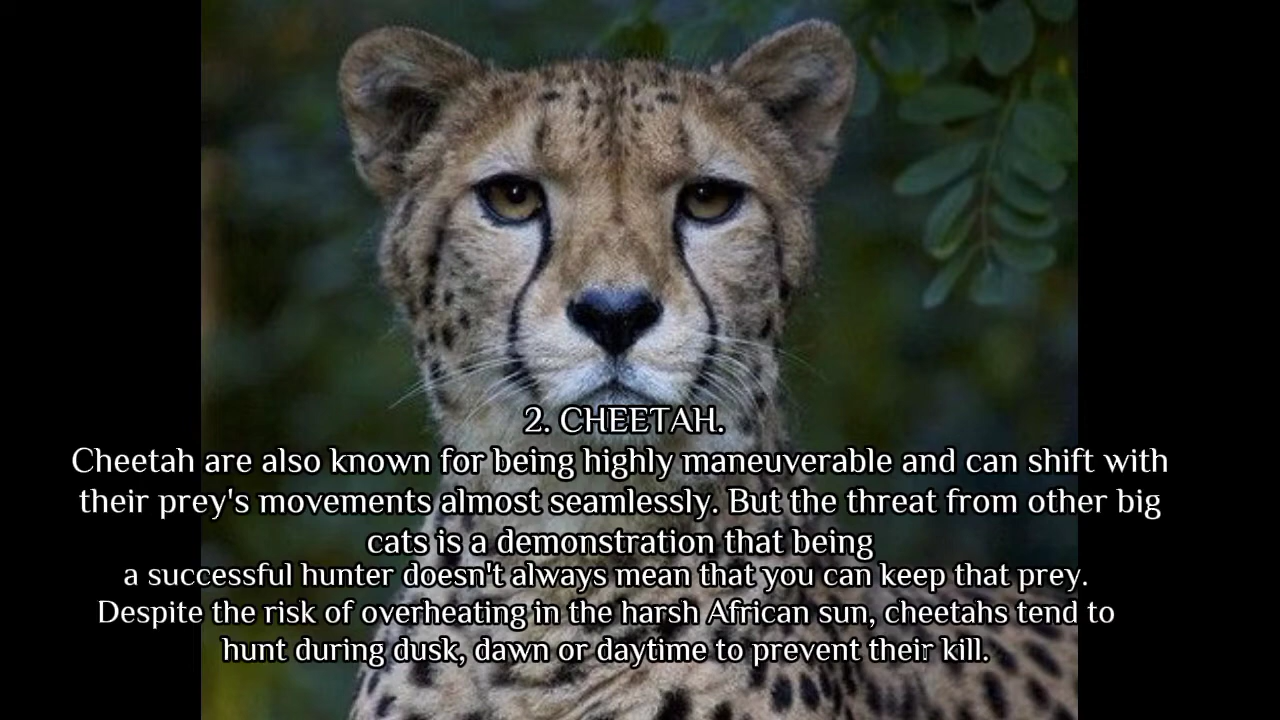 2. CHEETAH.
Cheetah are also known for being highly maneuverable and can shift with
their prey's movements almost seamlessly. But the threat from other big
cats is a demonstration that being
a successful hunter doesn't always mean that you can keep that prey.
Despite the risk of overheating in the harsh African sun, cheetahs tend to
hunt during dusk, dawn or daytime to prevent their kill.